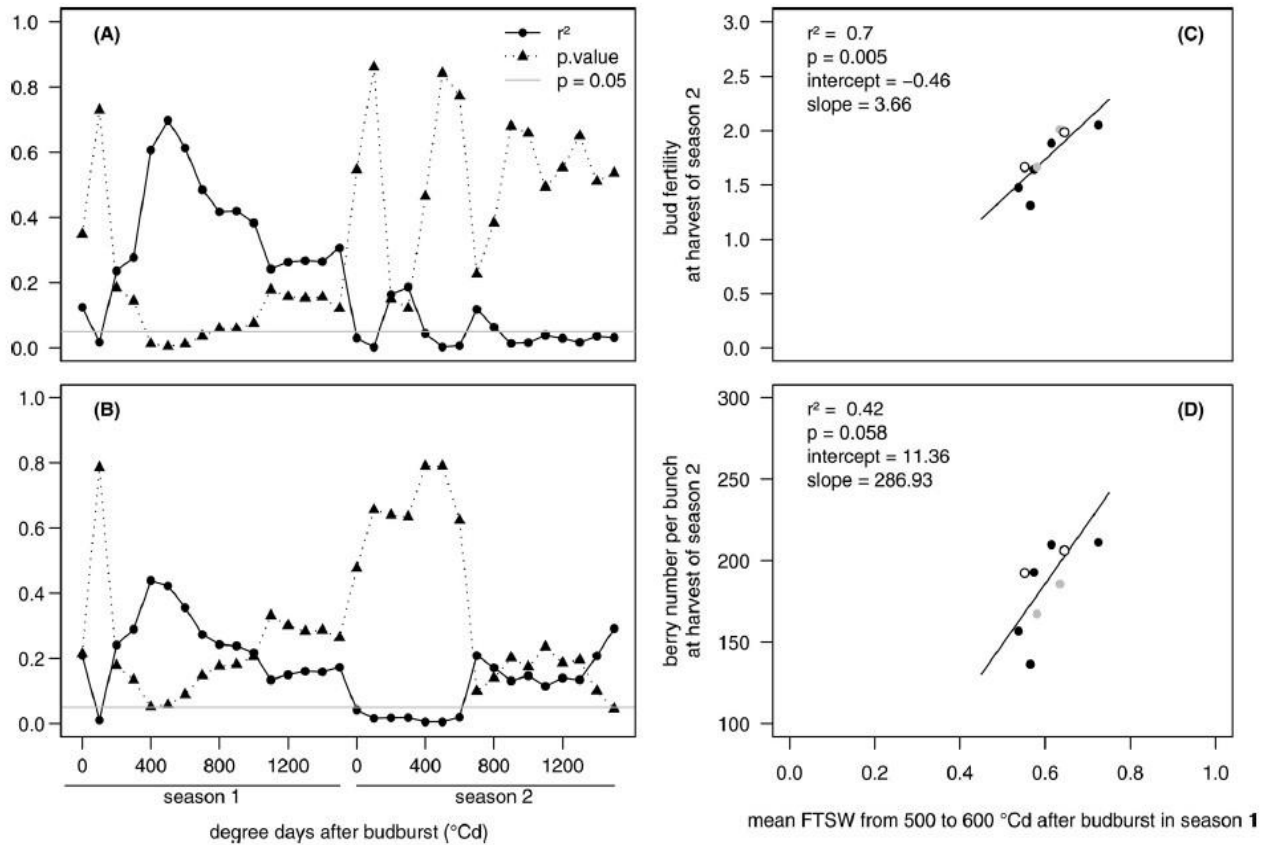 (A)
r²
p.value
p = 0.05
1.0
0.8
0.6
0.4
0.2
0.0
(B)
1.0
0.8
0.6
0.4
0.2
0.0
0 400 800 1200 0 400 800 1200
season 1 season 2
degree days after budburst (°Cd)
(C)
r² = 0.7
p = 0.005
intercept = −0.46
slope = 3.66
3.0
2.5
2.0
1.5
1.0
0.5
0.0
bud fertility
at harvest of season 2
(D)
r² = 0.42
p = 0.058
intercept = 11.36
slope = 286.93
300
250
200
150
100
berry number per bunch
at harvest of season 2
0.0 0.2 0.4 0.6 0.8 1.0
mean FTSW from 500 to 600 °Cd after budburst in season 1